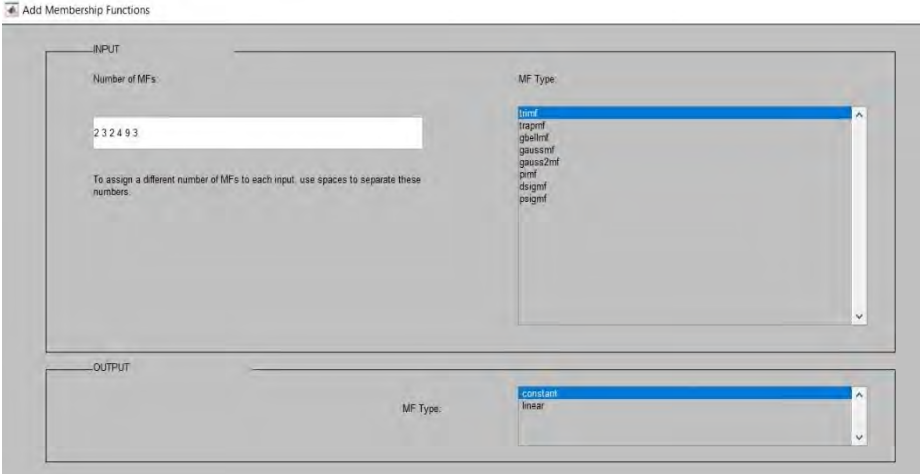 Add Membership Functions
INPUT
Number of MFs:
2 3 2 4 9 3
To assign a different number of MFs to each input, use spaces to separate these
numbers.
MF Type:
trimf
trapmf
gbellmf
gaussmf
gauss2mf
pimf
dsigmf
psigmf
OUTPUT
MF Type:
constant
linear